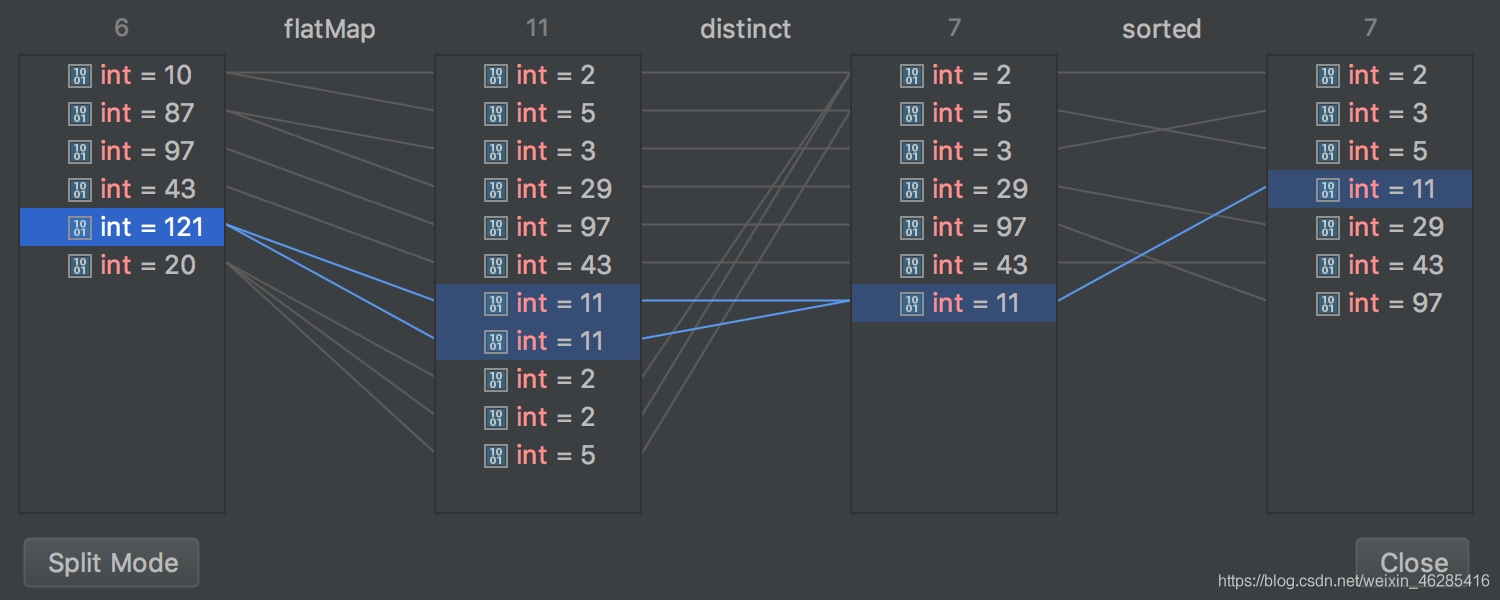 6 flatMap 11 distinct 7 sorted 7
int = 10 int = 2 int = 2 int = 2
int = 87 int = 5 int = 5 int = 3
int = 97 int = 3 int = 3 int = 5
int = 43 int = 29 int = 29 int = 11
int = 121 int = 97 int = 97 int = 29
int = 20 int = 43 int = 43 int = 43
int = 11 int = 11 int = 97
int = 11
int = 2
int = 2
int = 5
Split Mode Close
https://blog.csdn.net/weixin_46285416